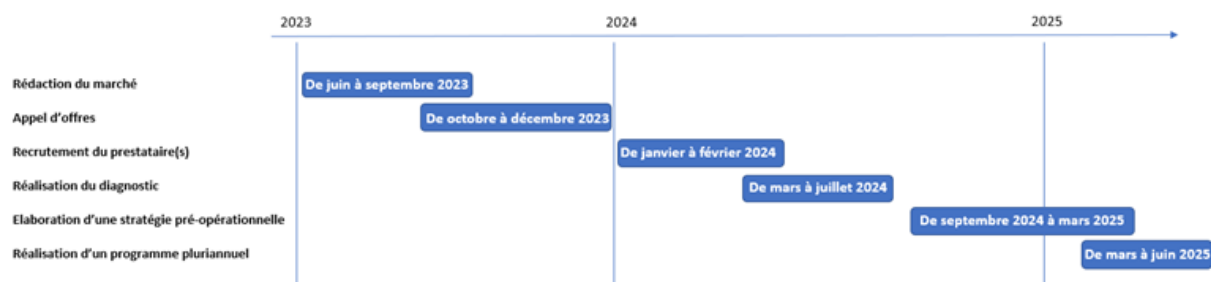 2023 2024 2025
Rédaction du marché De juin à septembre 2023
Appel d'offres De octobre à décembre 2023
Recrutement du prestataire(s) De janvier à février 2024
Réalisation du diagnostic De mars à juillet 2024
Elaboration d'une stratégie pré-opérationnelle De septembre 2024 à mars 2025
Réalisation d'un programme pluriannuel De mars à juin 2025